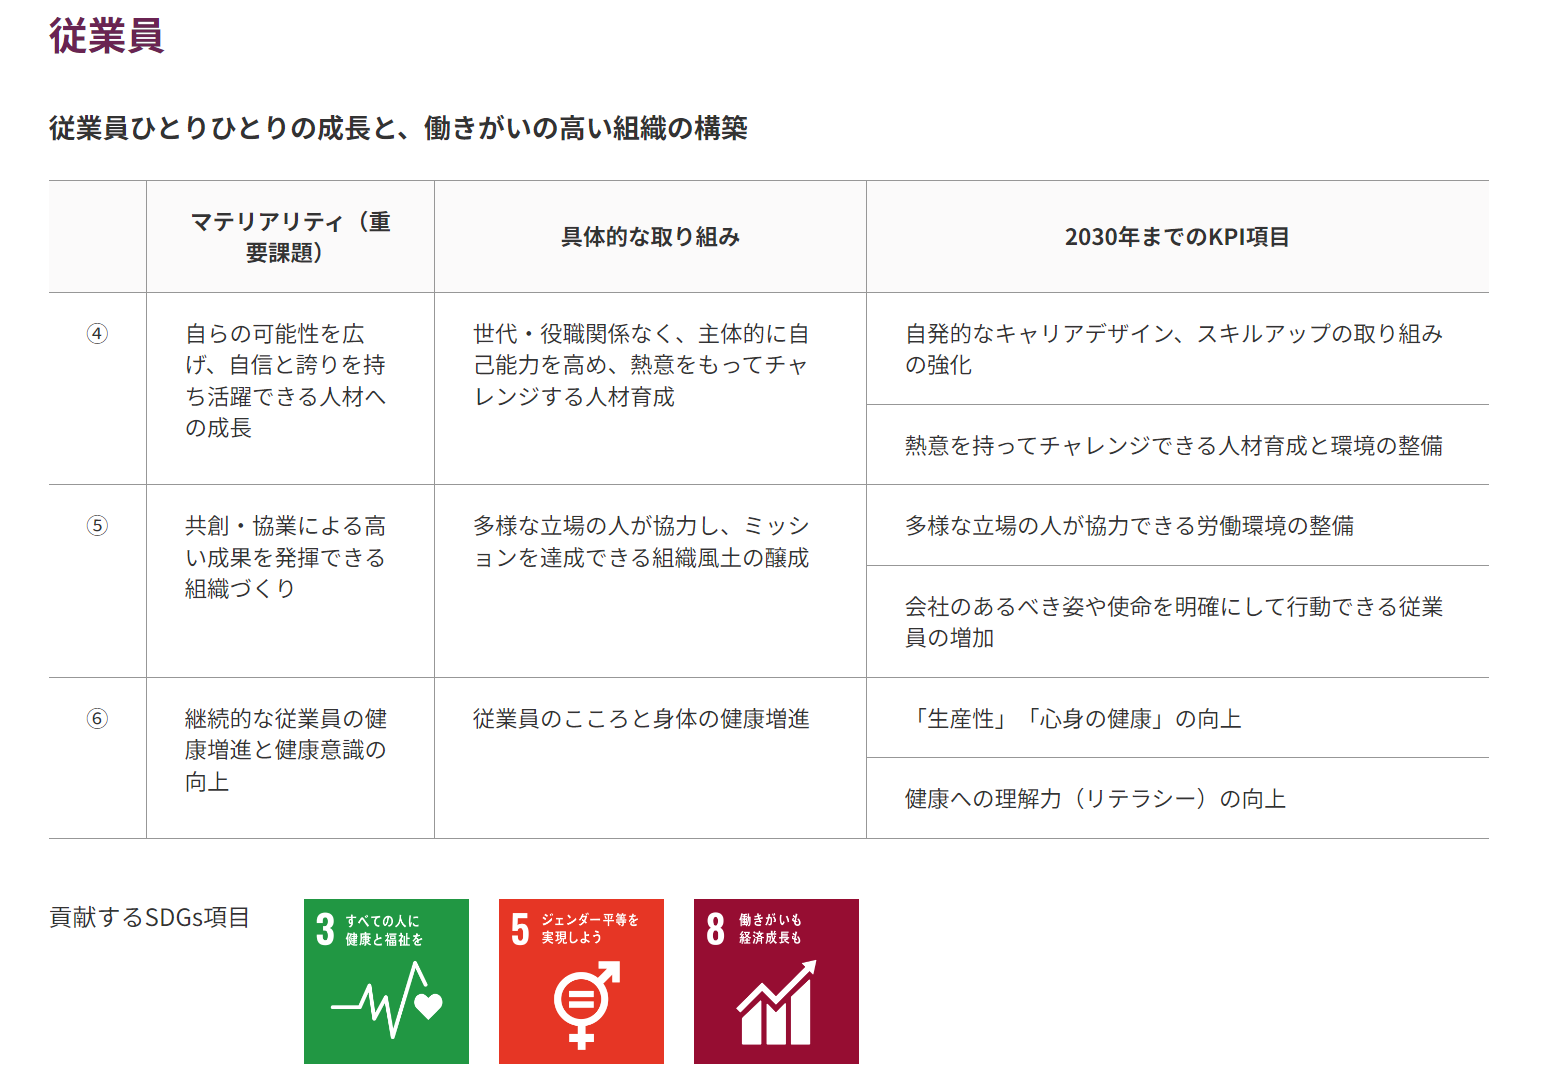 従業員
従業員ひとりひとりの成長と、働きがいの高い組織の構築
マテリアリティ（重
要課題）
具体的な取り組み
2030年までのKPI項目
④
自らの可能性を広
げ、自信と誇りを持
ち活躍できる人材へ
の成長
世代・役職関係なく、主体的に自
己能力を高め、熱意をもってチャ
レンジする人材育成
自発的なキャリアデザイン、スキルアップの取り組み
の強化
熱意を持ってチャレンジできる人材育成と環境の整備
⑤
共創・協業による高
い成果を発揮できる
組織づくり
多様な立場の人が協力し、ミッシ
ョンを達成できる組織風土の醸成
多様な立場の人が協力できる労働環境の整備
会社のあるべき姿や使命を明確にして行動できる従業
員の増加
⑥
継続的な従業員の健
康増進と健康意識の
向上
従業員のこころと身体の健康増進
「生産性」「心身の健康」の向上
健康への理解力（リテラシー）の向上
貢献するSDGs項目
3 すべての人に
健康と福祉を
5 ジェンダー平等を
実現しよう
8 働きがいも
経済成長も